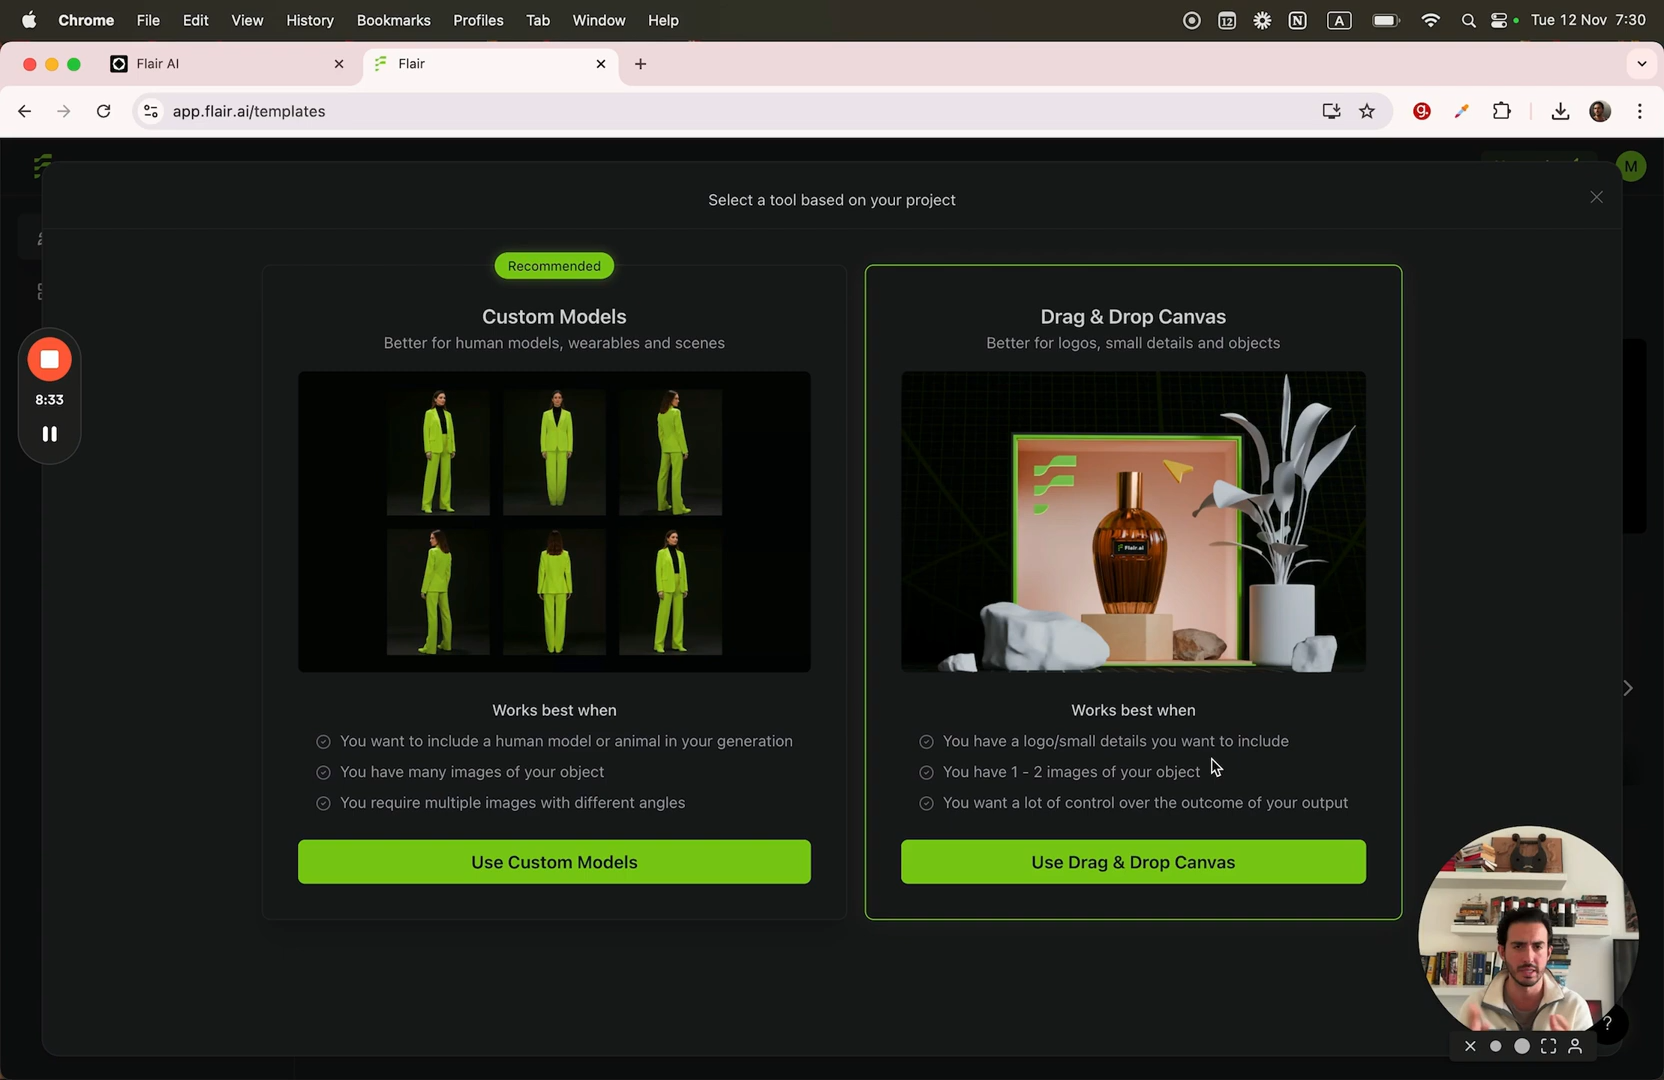 Chrome File Edit View History Bookmarks Profiles Tab Window Help 12 N A Tue 12 Nov 7:30
Flair AI Flair
app.flair.ai/templates g.
M
Select a tool based on your project
Recommended
Custom Models
Better for human models, wearables and scenes
Drag & Drop Canvas
Better for logos, small details and objects
8:33
Flair.ai
Works best when
You want to include a human model or animal in your generation
You have many images of your object
You require multiple images with different angles
Use Custom Models
Works best when
You have a logo/small details you want to include
You have 1 - 2 images of your object
You want a lot of control over the outcome of your output
Use Drag & Drop Canvas
?